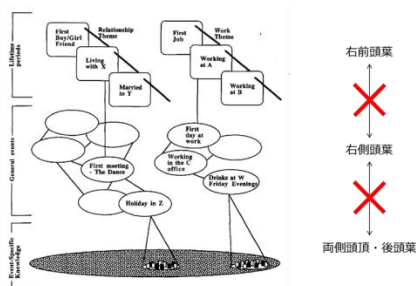 Lifetime
periods
First
Boy/Girl
Friend
Relationship
Theme
Living
with X
Married
to Y
First
Job
Work
Theme
Working
at A
Working
at B
General events
First meeting
- The Dance
Holiday in Z
First
day at
work
Working
in the C
office
Drinks at W
Friday Evenings
Event-Specific
Knowledge
右前頭葉
右側頭葉
両側頭頂・後頭葉